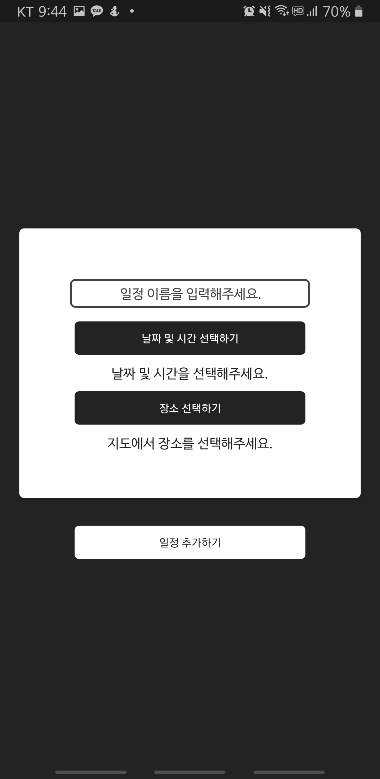 KT 9:44 70%
일정 이름을 입력해주세요.
날짜 및 시간 선택하기
날짜 및 시간을 선택해주세요.
장소 선택하기
지도에서 장소를 선택해주세요.
일정 추가하기